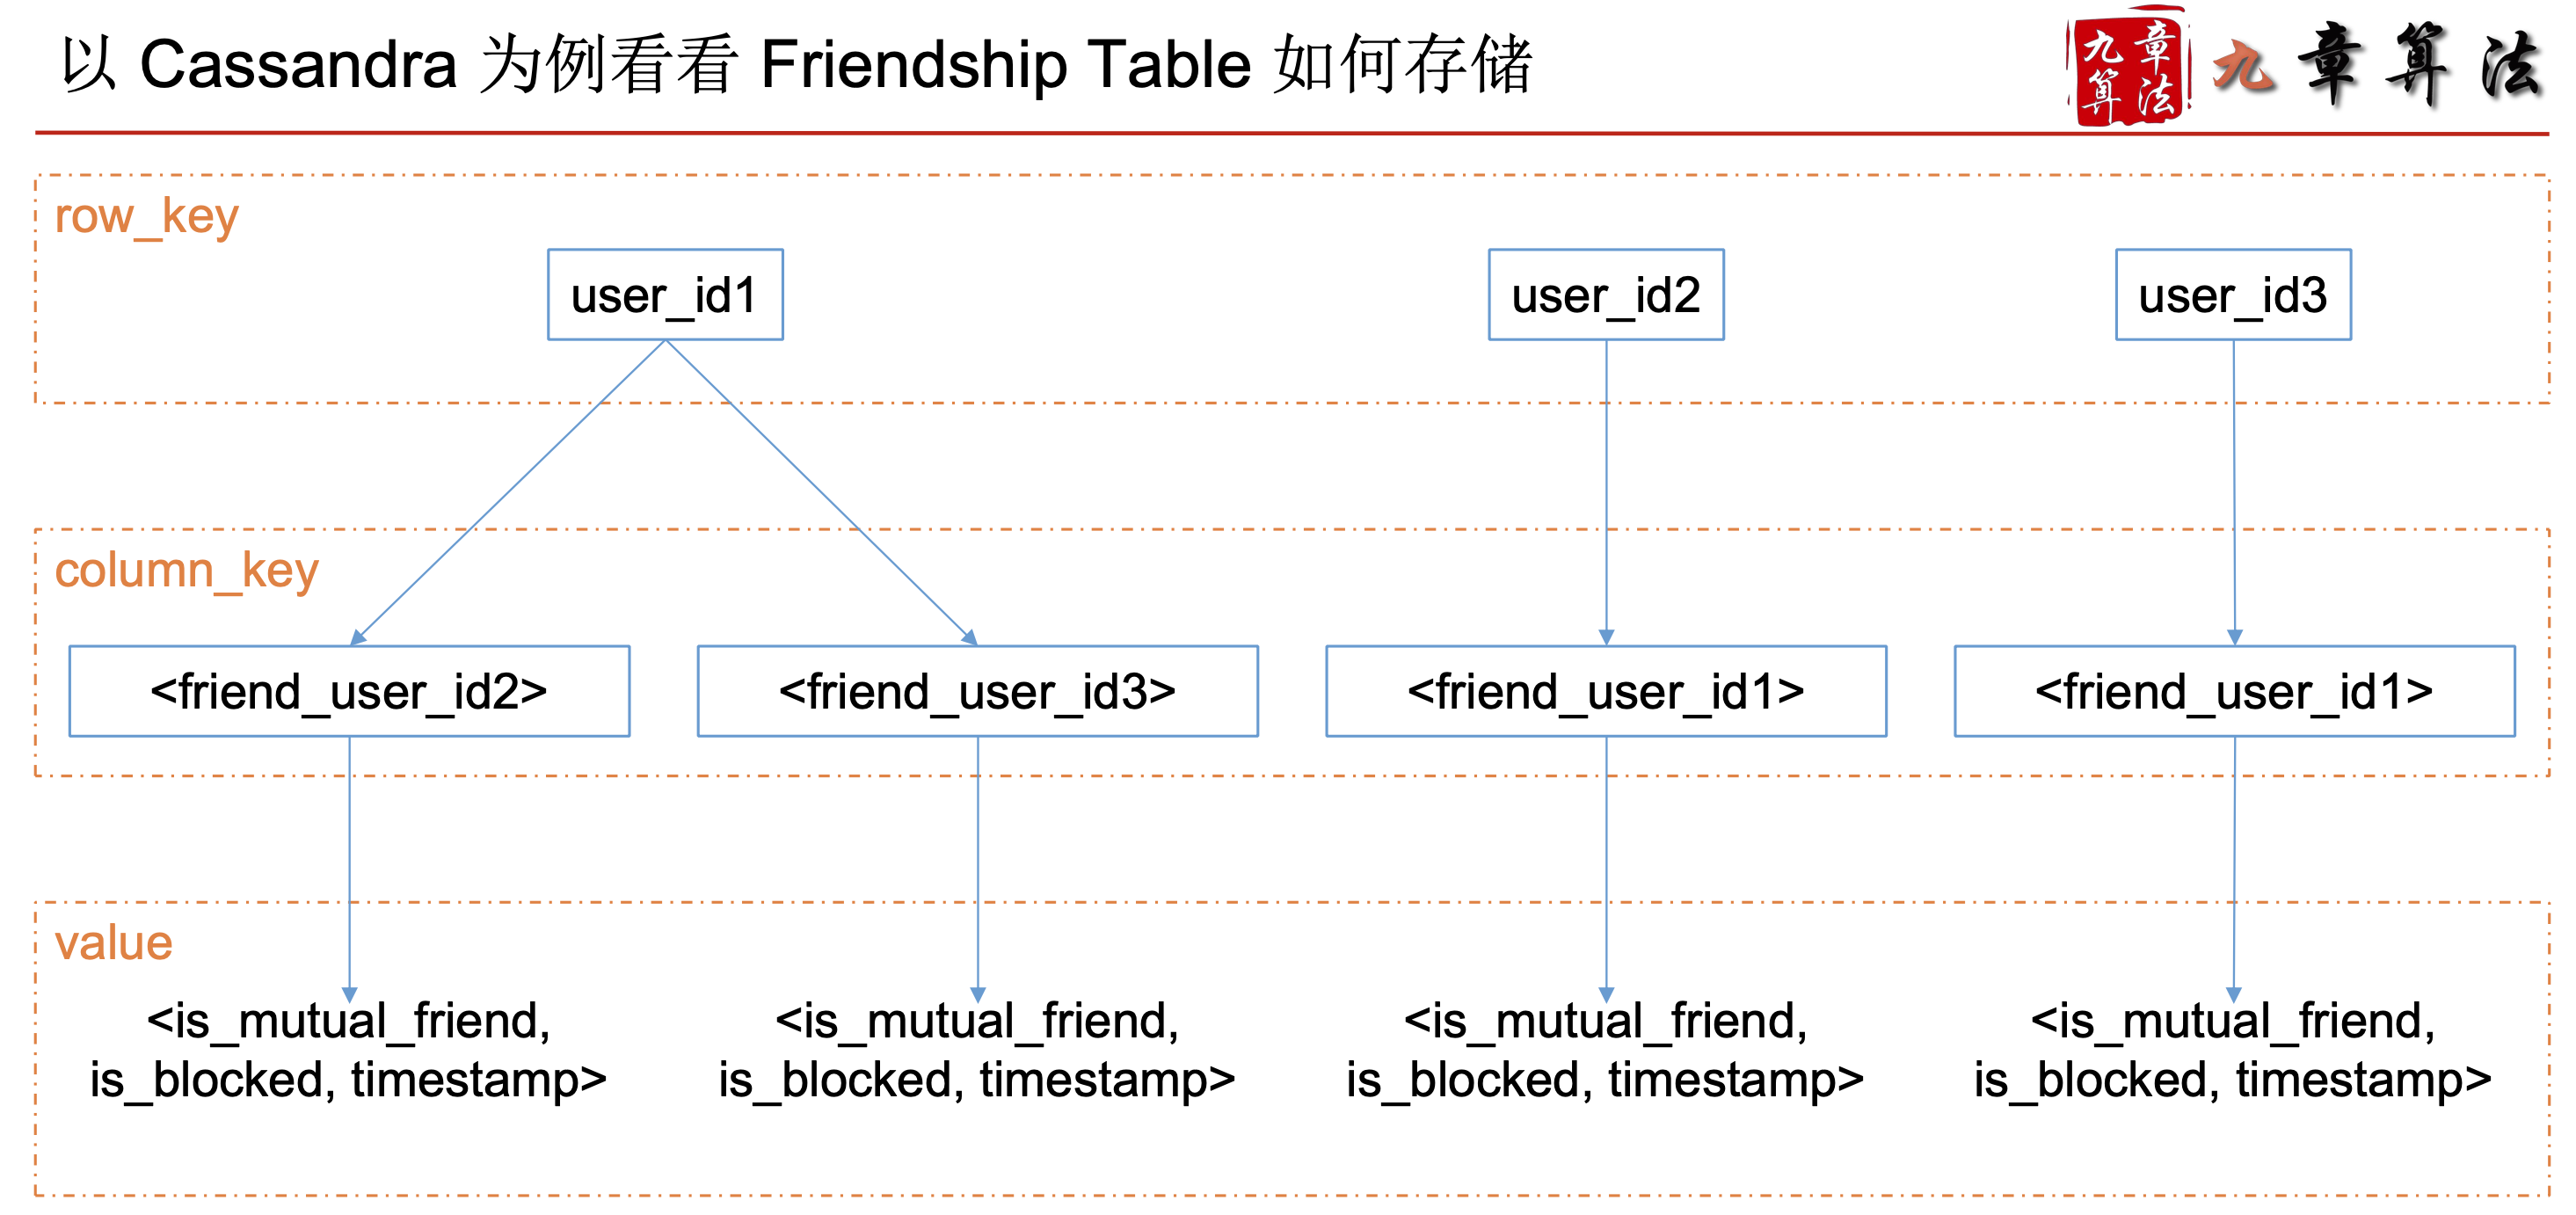 以 Cassandra 为例看看 Friendship Table 如何存储
九章算法
九章算法
row_key
user_id1
user_id2
user_id3
column_key
<friend_user_id2>
<friend_user_id3>
<friend_user_id1>
<friend_user_id1>
value
<is_mutual_friend,
is_blocked, timestamp>
<is_mutual_friend,
is_blocked, timestamp>
<is_mutual_friend,
is_blocked, timestamp>
<is_mutual_friend,
is_blocked, timestamp>